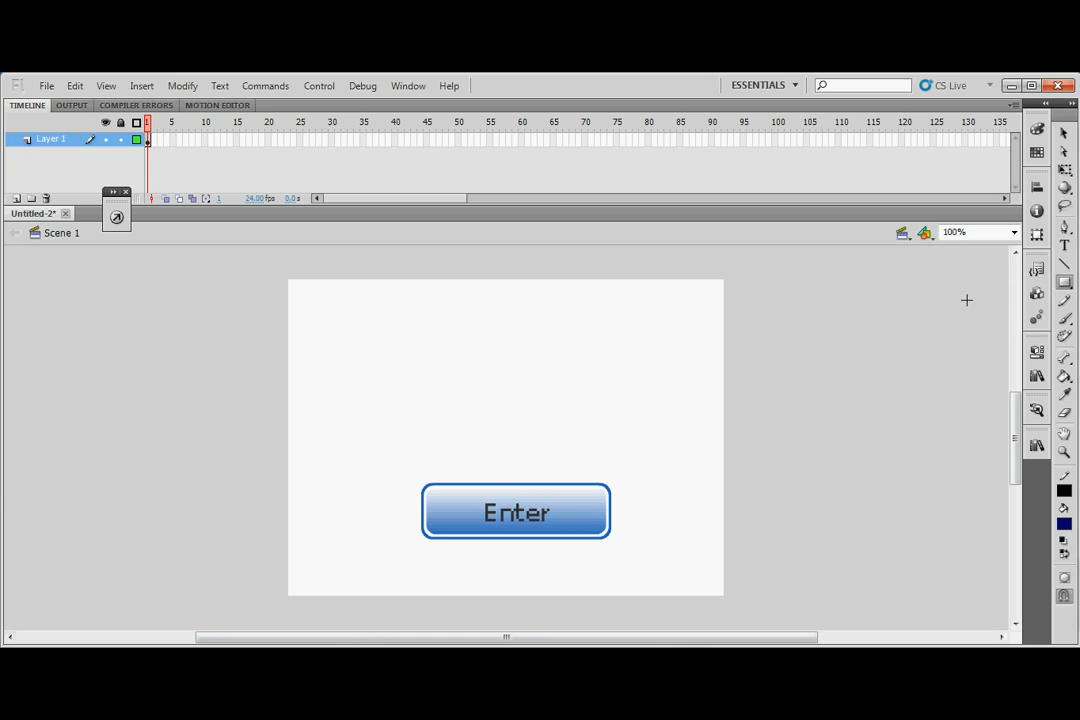 Fl File Edit View Insert Modify Text Commands Control Debug Window Help ESSENTIALS CS Live
TIMELINE OUTPUT COMPILER ERRORS MOTION EDITOR
1 5 10 15 20 25 30 35 40 45 50 55 60 65 70 75 80 85 90 95 100 105 110 115 120 125 130 135
Layer 1
1 24.00 fps 0.0 s
Untitled-2*
Scene 1 100%
T
Enter